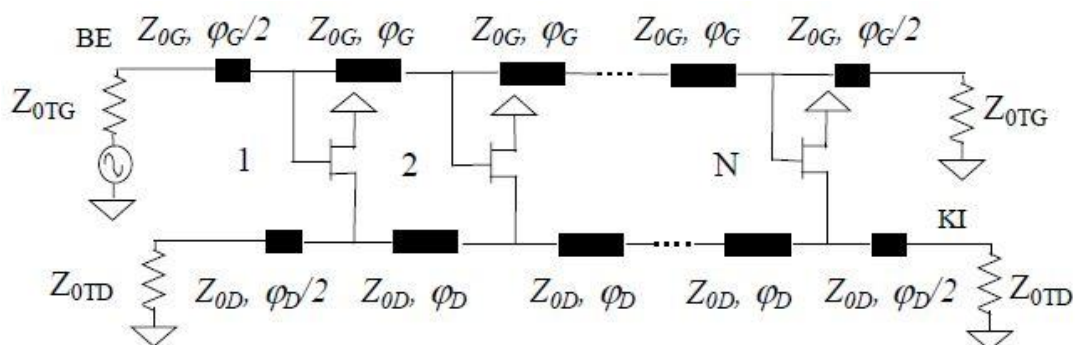 BE Z0G, φG/2 Z0G, φG Z0G, φG Z0G, φG Z0G, φG/2
Z0TG Z0TG
1 2 N
KI
Z0TD Z0D, φD/2 Z0D, φD Z0D, φD Z0D, φD Z0D, φD/2 Z0TD